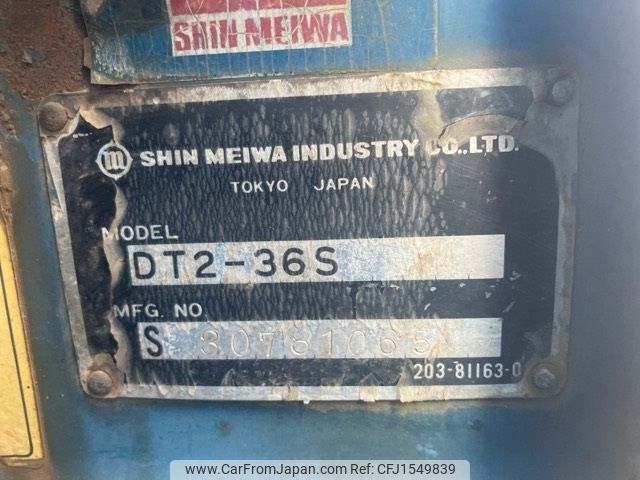 SHIN MEIWA
m SHIN MEIWA INDUSTRY CO.,LTD.
TOKYO JAPAN
MODEL
DT2-36S
MFG. NO
S 30781065
203-81163-0
www.CarFromJapan.com - CFJ1549839